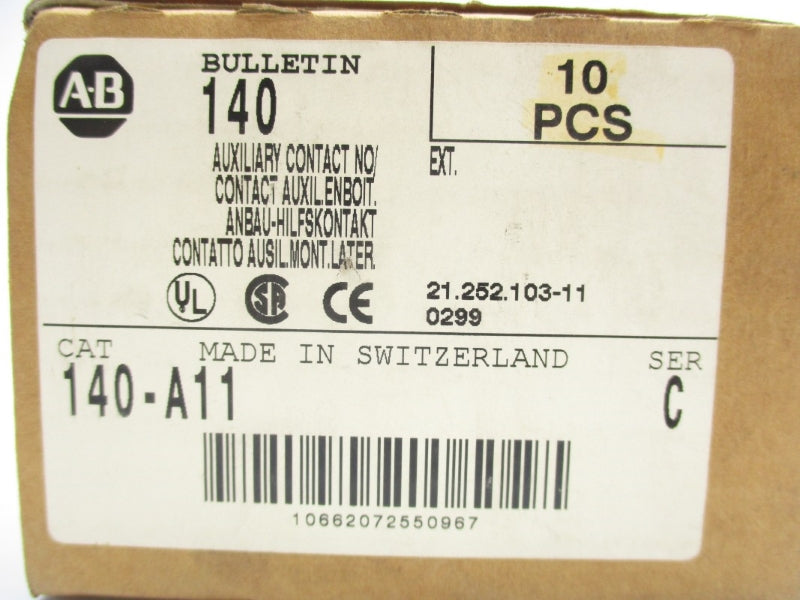 A-B
BULLETIN
140
10
PCS
AUXILIARY CONTACT NO/
CONTACT AUXIL.ENBOIT.
ANBAU-HILFSKONTAKT
CONTATTO AUSIL.MONT.LATER.
EXT.
UL
SA
CE
21.252.103-11
0299
CAT
MADE IN SWITZERLAND
SER
140-A11
C
10662072550967